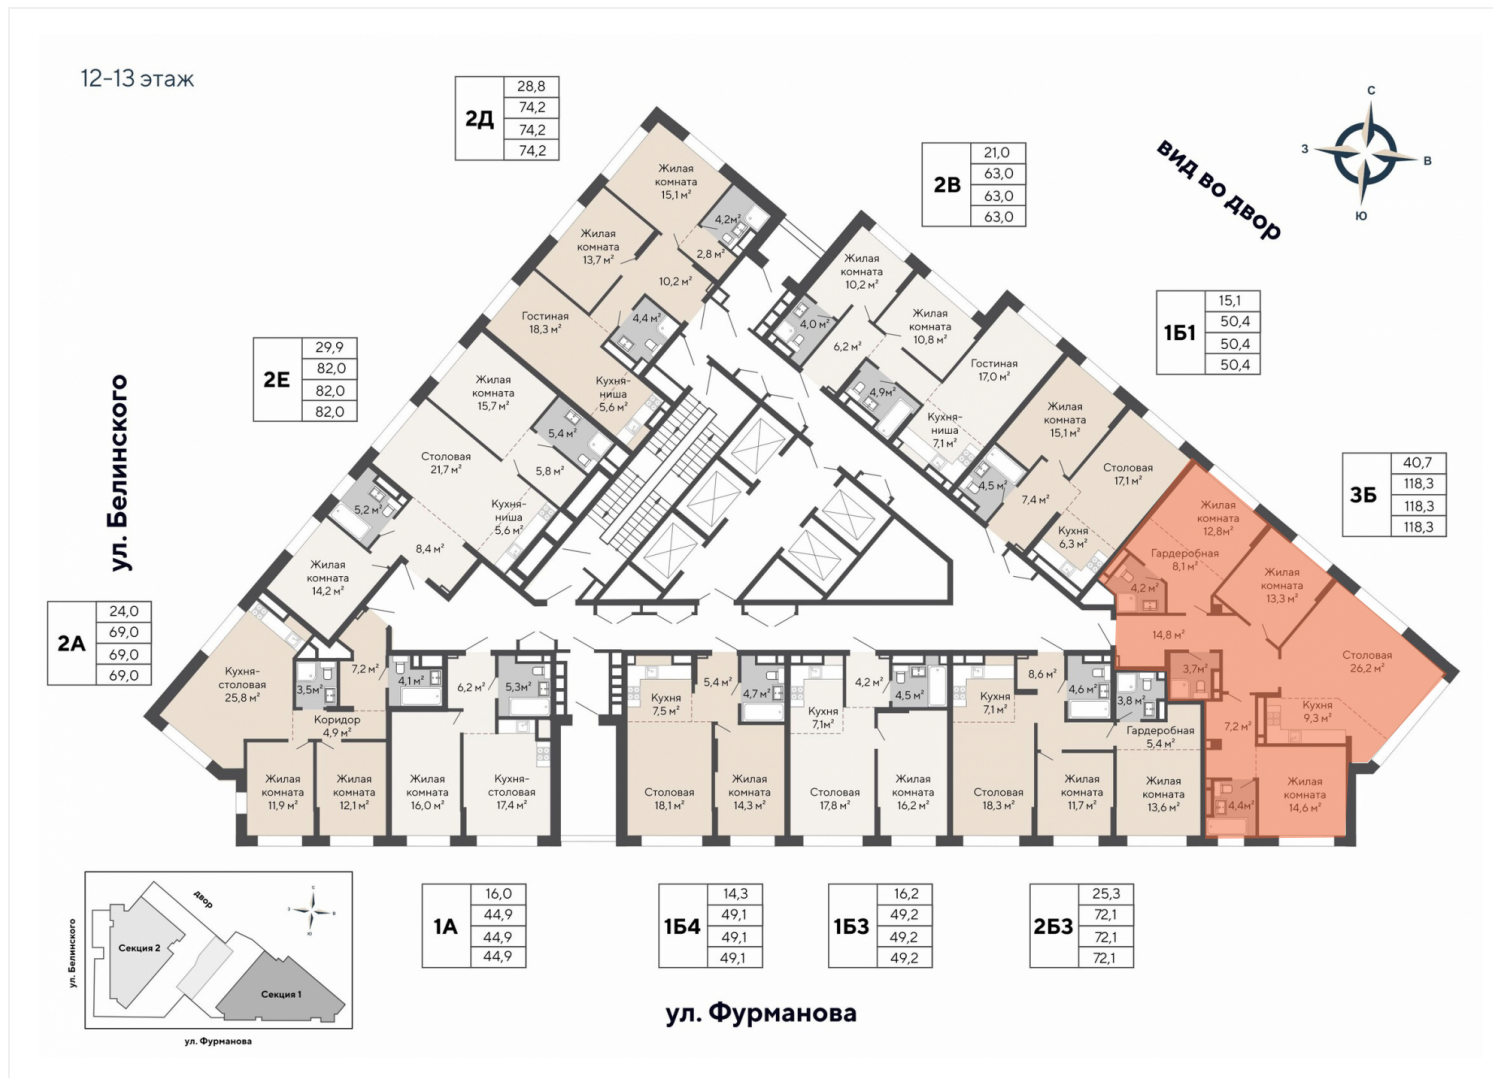 12-13 этаж
2Д
28,8
74,2
74,2
74,2
2В
21,0
63,0
63,0
63,0
вид во двор
С
З
В
Ю
1Б1
15,1
50,4
50,4
50,4
2Е
29,9
82,0
82,0
82,0
3Б
40,7
118,3
118,3
118,3
ул. Белинского
2А
24,0
69,0
69,0
69,0
Жилая
комната
15,1 м²
4,2м²
2,8 м²
Жилая
комната
13,7 м²
10,2 м²
Гостиная
18,3 м²
4,4 м²
Кухня-
ниша
5,6 м²
Жилая
комната
15,7 м²
5,4 м²
5,8 м²
Столовая
21,7 м²
Кухня-
ниша
5,6 м²
5,2 м²
8,4 м²
Жилая
комната
14,2 м²
Жилая
комната
10,2 м²
4,0 м²
6,2 м²
Жилая
комната
10,8 м²
4,9м²
Гостиная
17,0 м²
Кухня-
ниша
7,1 м²
Жилая
комната
15,1 м²
4,5 м²
7,4 м²
Столовая
17,1 м²
Кухня
6,3 м²
Жилая
комната
12,8м²
Гардеробная
8,1 м²
4,2 м²
Жилая
комната
13,3 м²
14,8 м²
3,7м²
Столовая
26,2 м²
Кухня
9,3 м²
7,2 м²
4,4м²
Жилая
комната
14,6 м²
Кухня-
столовая
25,8 м²
3,5м²
7,2 м²
Коридор
4,9 м²
Жилая
комната
11,9 м²
Жилая
комната
12,1 м²
4,1 м²
6,2 м²
5,3м²
Жилая
комната
16,0 м²
Кухня-
столовая
17,4 м²
Кухня
7,5 м²
5,4 м²
4,7 м²
Столовая
18,1 м²
Жилая
комната
14,3 м²
Кухня
7,1м²
4,2 м²
4,5 м²
Столовая
17,8 м²
Жилая
комната
16,2 м²
Кухня
7,1 м²
8,6 м²
4,6 м²
3,8 м²
Гардеробная
5,4 м²
Столовая
18,3 м²
Жилая
комната
11,7 м²
Жилая
комната
13,6 м²
1А
16,0
44,9
44,9
44,9
1Б4
14,3
49,1
49,1
49,1
1Б3
16,2
49,2
49,2
49,2
2Б3
25,3
72,1
72,1
72,1
ул. Фурманова
ул. Белинского
двор
С
З
В
Ю
Секция 2
Секция 1
ул. Фурманова